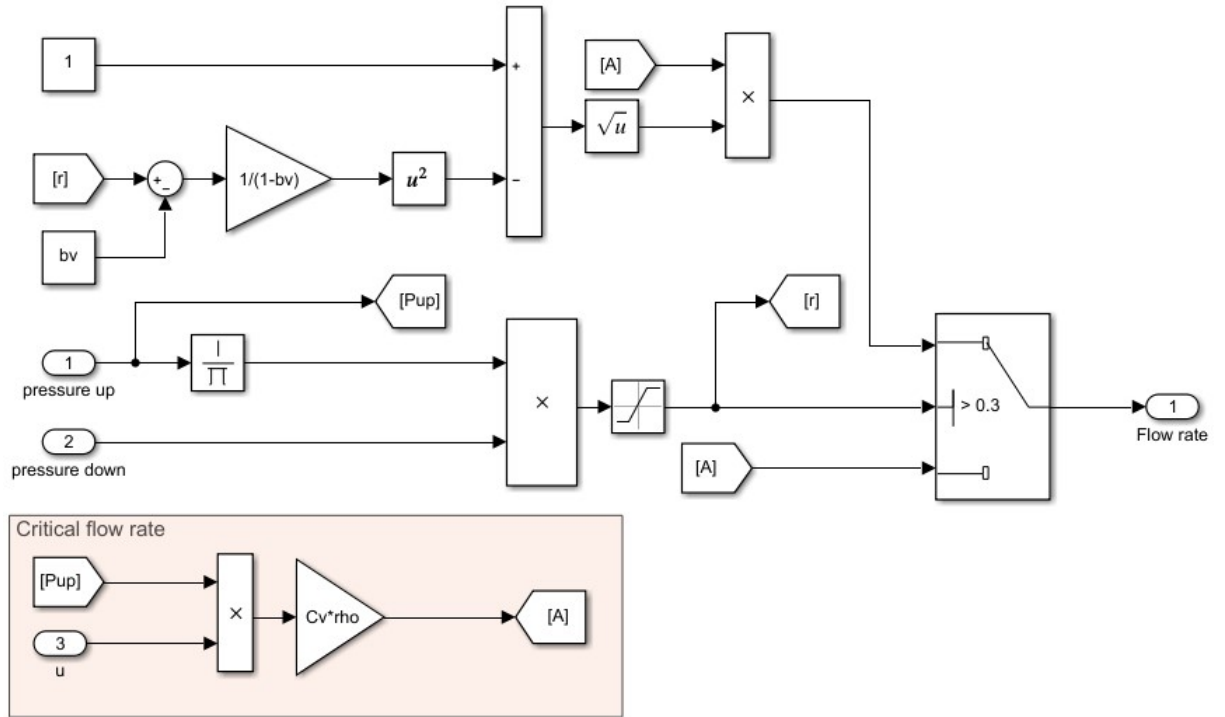 1
+
[A]
×
√u
[r]
+
−
1/(1-bv)
u²
−
bv
[Pup]
[r]
1
pressure up
1
∏
×
> 0.3
1
Flow rate
2
pressure down
[A]
Critical flow rate
[Pup]
×
Cv*rho
[A]
3
u